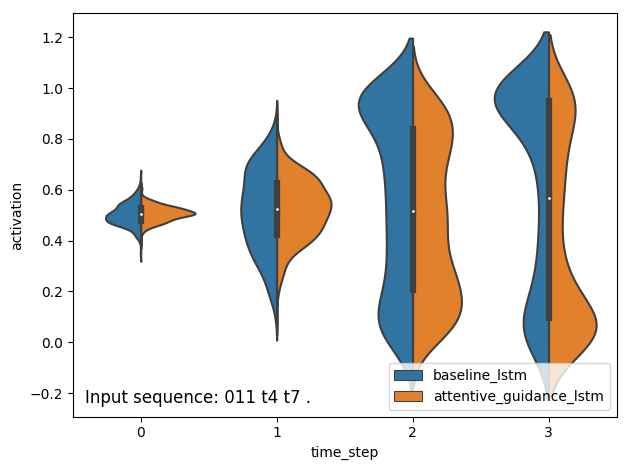 1.2
1.0
0.8
0.6
0.4
0.2
0.0
−0.2
activation
Input sequence: 011 t4 t7 .
baseline_lstm
attentive_guidance_lstm
0 1 2 3
time_step